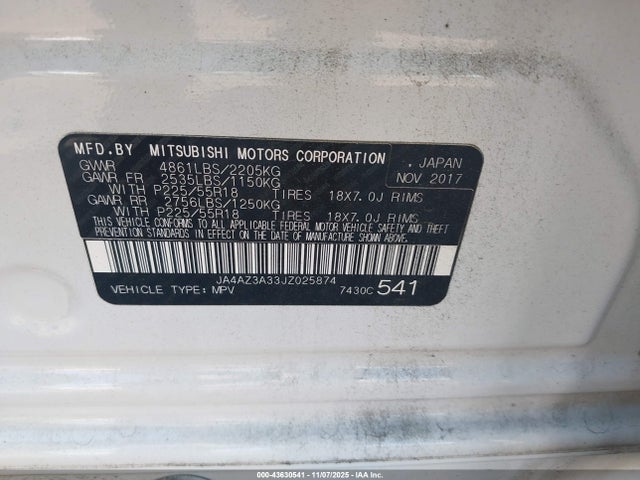 MFD.BY MITSUBISHI MOTORS CORPORATION , JAPAN
GVWR 4861LBS/2205KG NOV 2017
GAWR FR 2535LBS/1150KG
WITH P225/55R18 TIRES 18X7.0J RIMS
GAWR RR 2756LBS/1250KG
WITH P225/55R18 TIRES 18X7.0J RIMS
THIS VEHICLE CONFORMS TO ALL APPLICABLE FEDERAL MOTOR VEHICLE SAFETY AND THEFT
PREVENTION STANDARDS IN EFFECT ON THE DATE OF MANUFACTURE SHOWN ABOVE.
JA4AZ3A33JZ025874
VEHICLE TYPE: MPV 7430C 541
000-43630541 - 11/07/2025 - IAA Inc.